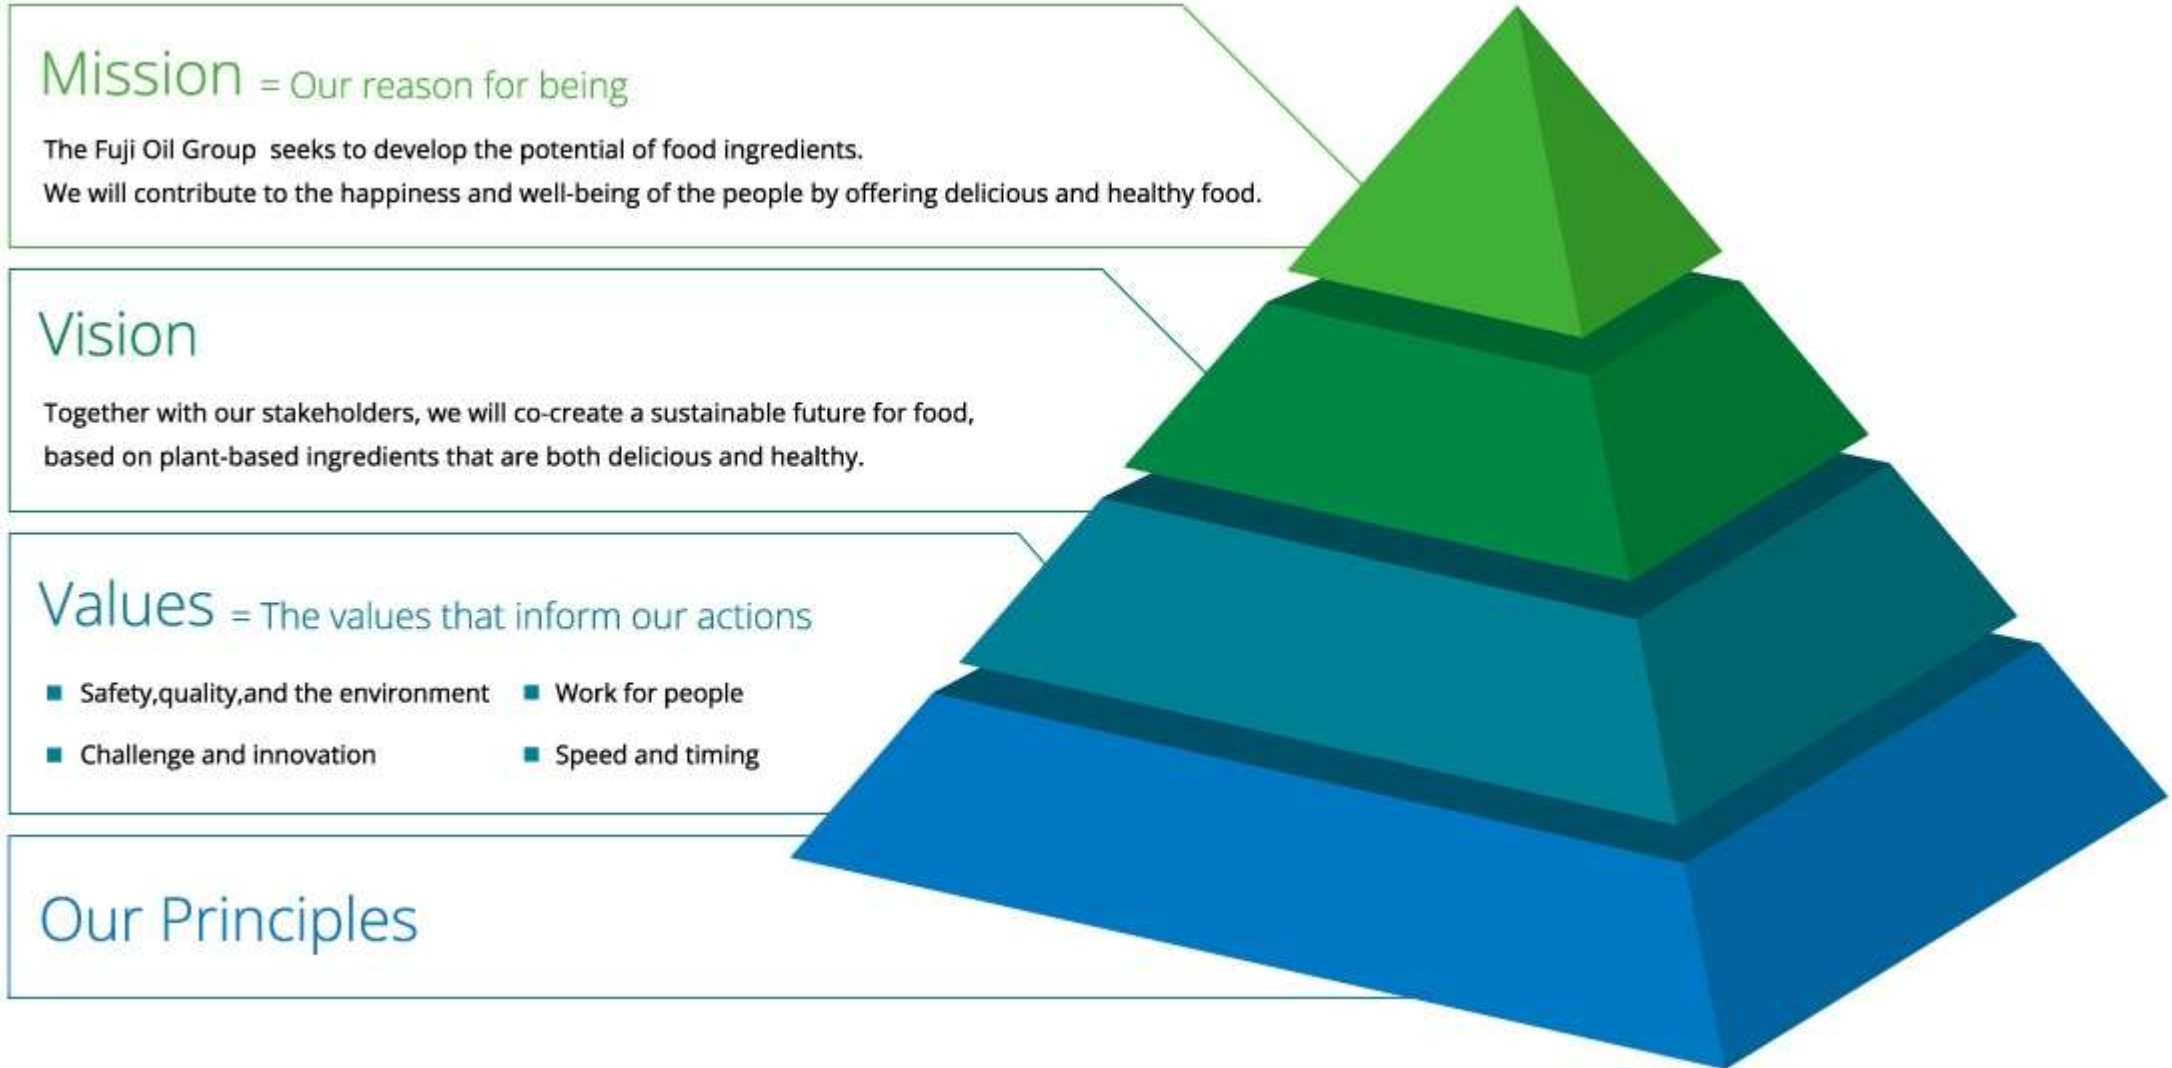 Mission = Our reason for being
The Fuji Oil Group seeks to develop the potential of food ingredients.
We will contribute to the happiness and well-being of the people by offering delicious and healthy food.
Vision
Together with our stakeholders, we will co-create a sustainable future for food,
based on plant-based ingredients that are both delicious and healthy.
Values = The values that inform our actions
■ Safety,quality,and the environment ■ Work for people
■ Challenge and innovation ■ Speed and timing
Our Principles